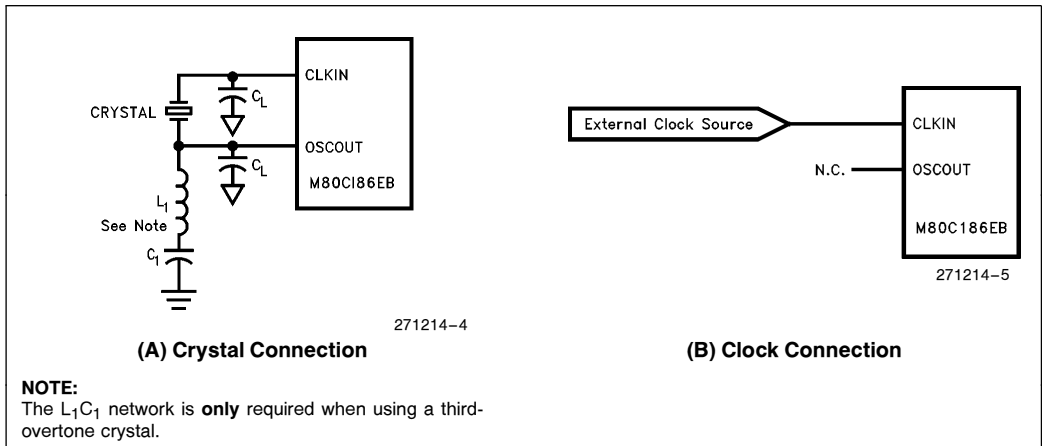 CLKIN
C_L
CRYSTAL
OSCOUT
C_L
M80C186EB
L_1
See Note
C_1
271214–4
(A) Crystal Connection
External Clock Source
CLKIN
N.C.
OSCOUT
M80C186EB
271214–5
(B) Clock Connection
NOTE:
The L_1C_1 network is only required when using a third-
overtone crystal.